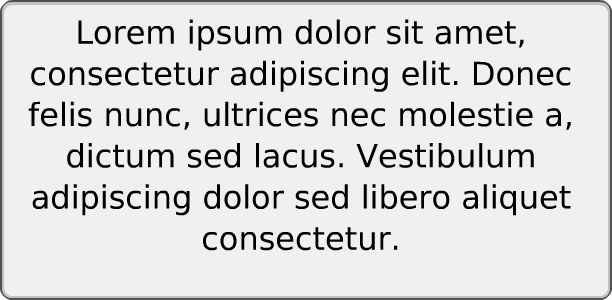 Lorem ipsum dolor sit amet,
consectetur adipiscing elit. Donec
felis nunc, ultrices nec molestie a,
dictum sed lacus. Vestibulum
adipiscing dolor sed libero aliquet
consectetur.